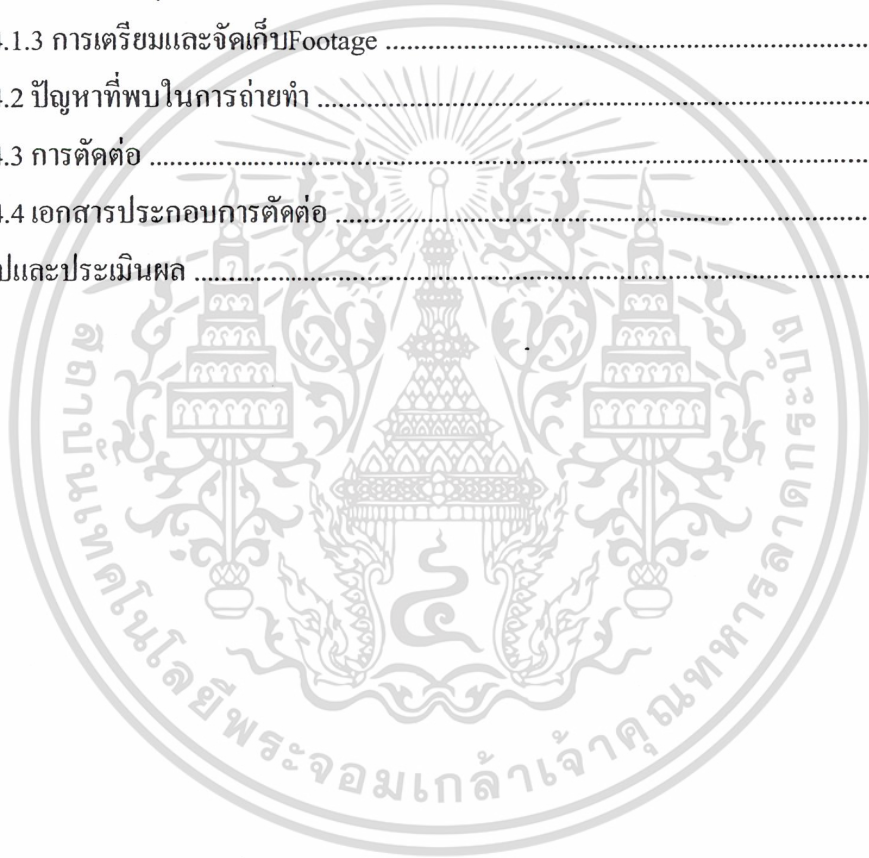 .1.3 การเตรียมและจัดเก็บFootage ........................................................
.2 ปัญหาที่พบในการถ่ายทำ ........................................................
.3 การตัดต่อ ........................................................
.4 เอกสารประกอบการตัดต่อ ........................................................
ปและประเมินผล ........................................................
สถาบันเทคโนโลยีพระจอมเกล้าเจ้าคุณทหารลาดกระบัง